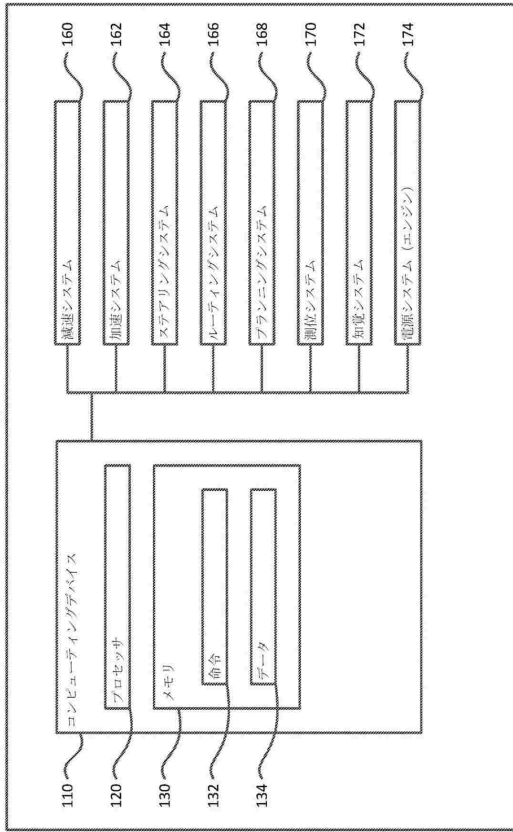 コンピューティングデバイス
110
プロセッサ
120
メモリ
130
命令
132
データ
134
減速システム
160
加速システム
162
ステアリングシステム
164
ルーティングシステム
166
プランニングシステム
168
測位システム
170
知覚システム
172
電源システム (エンジン)
174